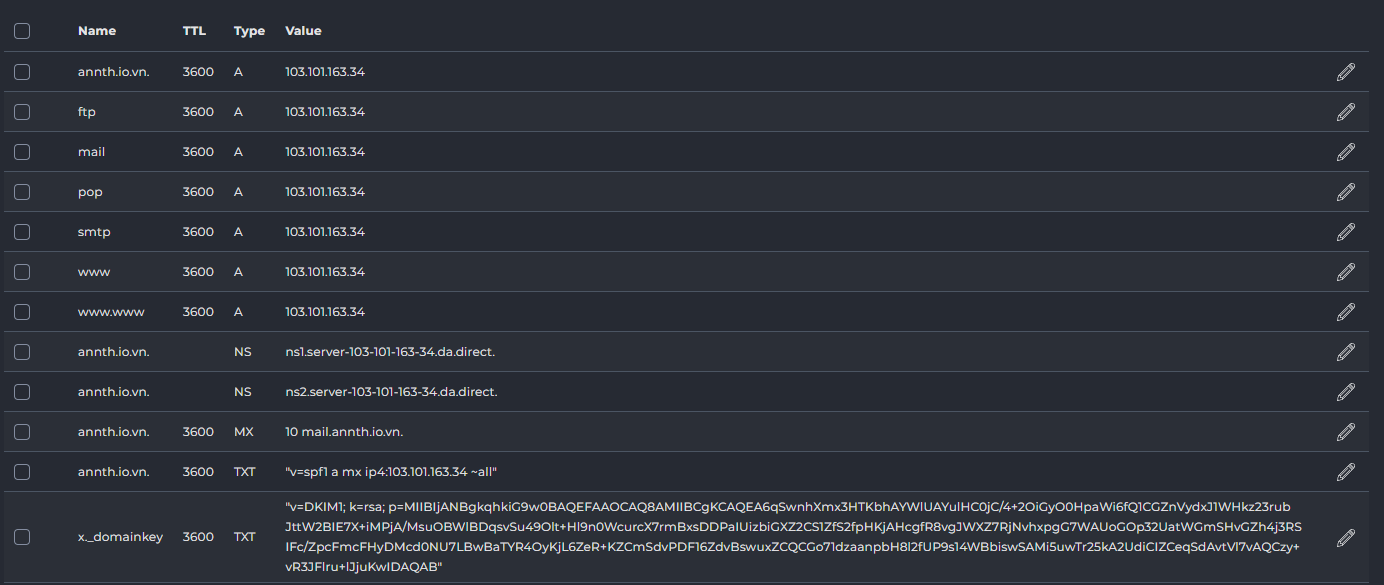 Name TTL Type Value
annth.io.vn. 3600 A 103.101.163.34
ftp 3600 A 103.101.163.34
mail 3600 A 103.101.163.34
pop 3600 A 103.101.163.34
smtp 3600 A 103.101.163.34
www 3600 A 103.101.163.34
www.www 3600 A 103.101.163.34
annth.io.vn. NS ns1.server-103-101-163-34.da.direct.
annth.io.vn. NS ns2.server-103-101-163-34.da.direct.
annth.io.vn. 3600 MX 10 mail.annth.io.vn.
annth.io.vn. 3600 TXT "v=spf1 a mx ip4:103.101.163.34 ~all"
"v=DKIM1; k=rsa; p=MIIBIjANBgkqhkiG9w0BAQEFAAOCAQ8AMIIBCgKCAQEA6qSwnhXmx3HTKbhAYWlUAYulHC0jC/4+2OiGyO0HpaWi6fQ1CGZnVydxJ1WHkz23rub
JttW2BIE7X+iMPjA/MsuOBWlBDqsvSu49Olt+Hl9n0WcurcX7rmBxsDDPaIUizbiGXZ2CS1ZfS2fpHKjAHcgfR8vgJWXZ7RjNvhxpgG7WAUoGOp32UatWGmSHvGZh4j3RS
x._domainkey 3600 TXT IFc/ZpcFmcFHyDMcd0NU7LBwBaTYR4OyKjL6ZeR+KZCmSdvPDF16ZdvBswuxZCQCGo71dzaanpbH8l2fUP9s14WBbiswSAMi5uwTr25kA2UdiCIZCeqSdAvtVl7vAQCzy+
vR3JFlru+lJjuKwIDAQAB"